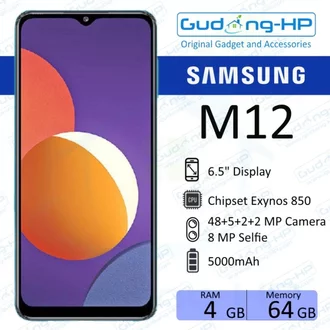 Gudang-HP
Original Gadget and Accessories
SAMSUNG
M12
6.5" Display
CPU
Chipset Exynos 850
48+5+2+2 MP Camera
8 MP Selfie
5000mAh
RAM
4 GB
Memory
64 GB